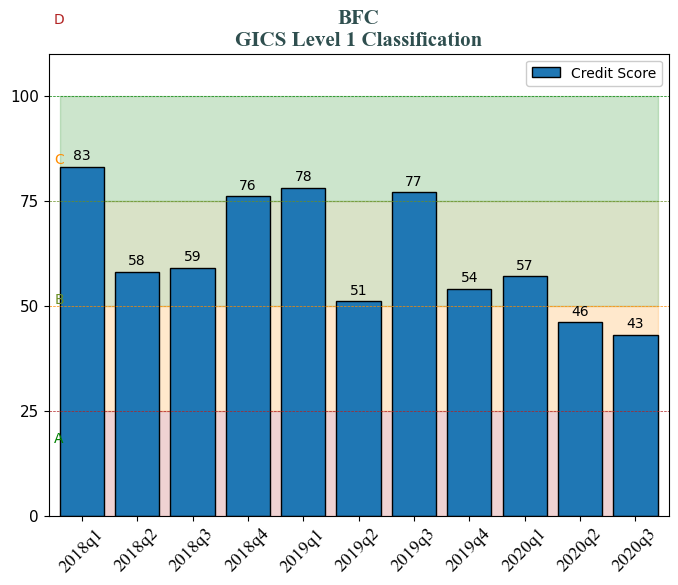 D
BFC
GICS Level 1 Classification
Credit Score
100
C
83
78
77
76
75
59
58
57
54
51
B
50
46
43
25
A
0
2018q1
2018q2
2018q3
2018q4
2019q1
2019q2
2019q3
2019q4
2020q1
2020q2
2020q3